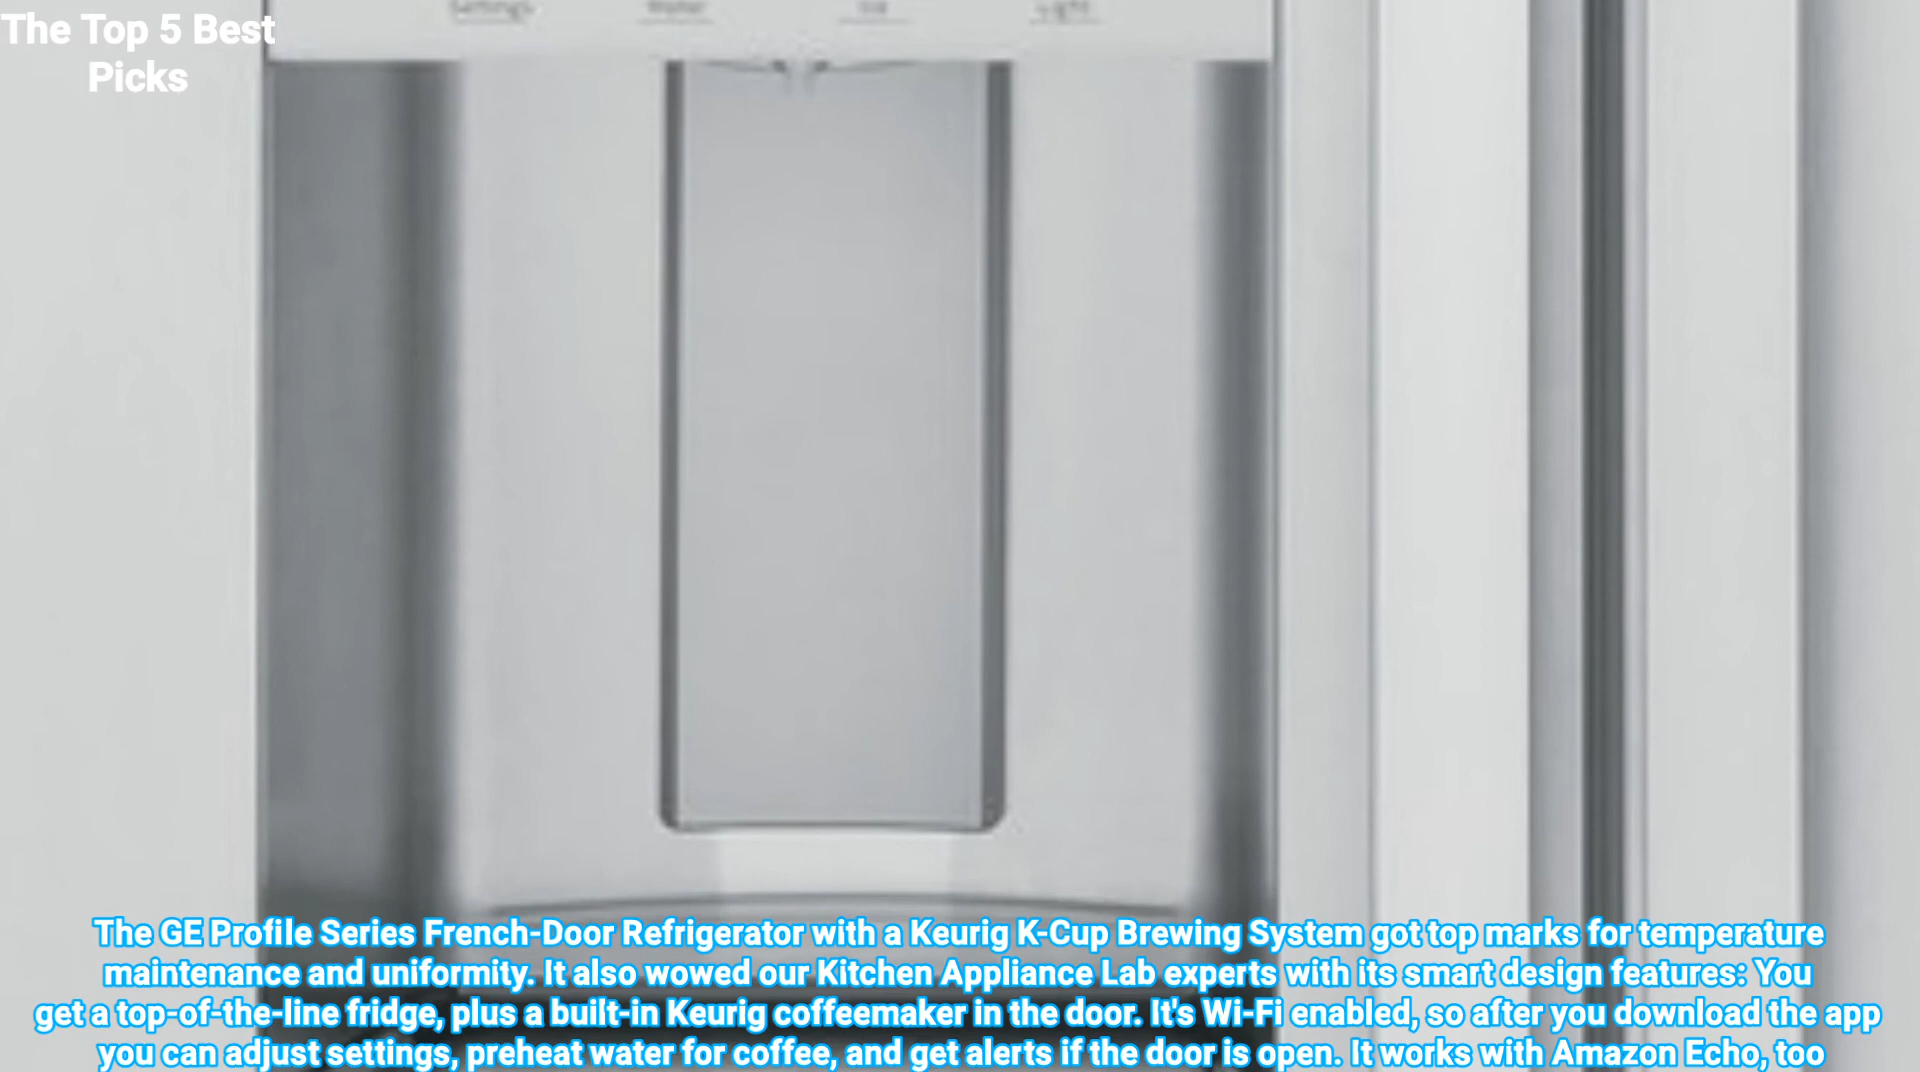 The Top 5 Best
Picks
Settings Water Ice Light
The GE Profile Series French-Door Refrigerator with a Keurig K-Cup Brewing System got top marks for temperature
maintenance and uniformity. It also wowed our Kitchen Appliance Lab experts with its smart design features: You
get a top-of-the-line fridge, plus a built-in Keurig coffeemaker in the door. It's Wi-Fi enabled, so after you download the app
you can adjust settings, preheat water for coffee, and get alerts if the door is open. It works with Amazon Echo, too